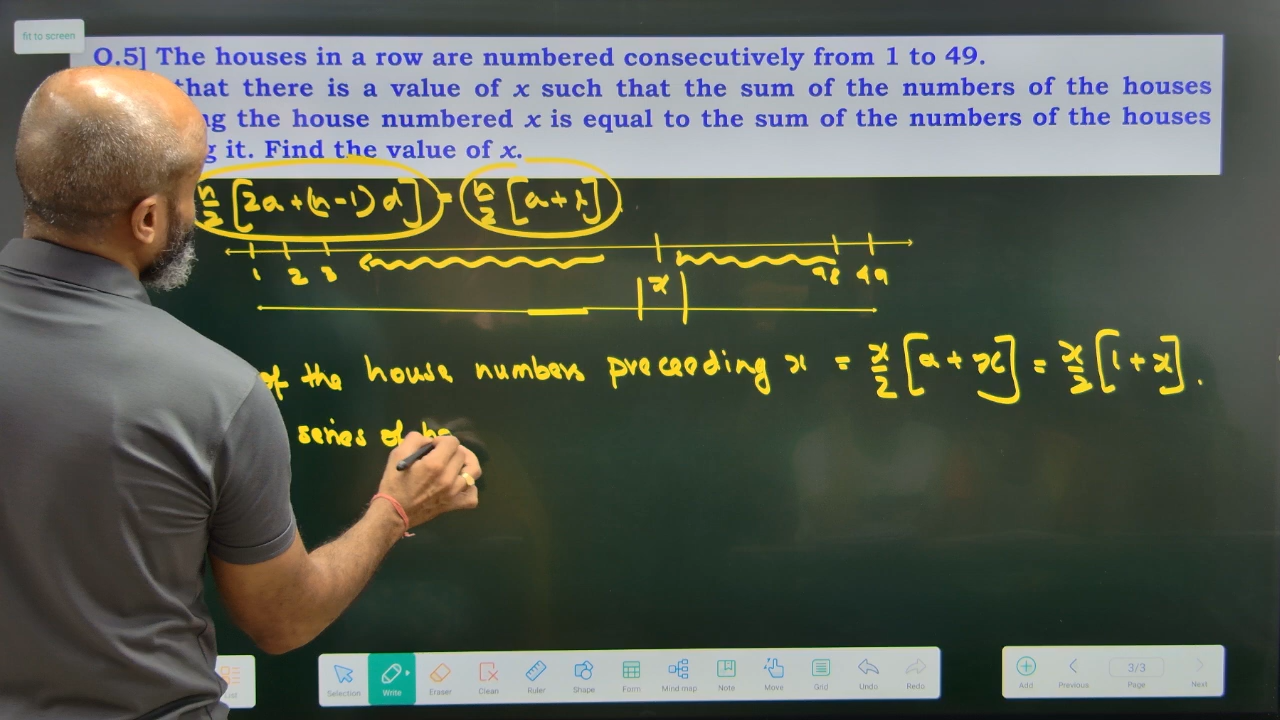 fit to screen
Q.5] The houses in a row are numbered consecutively from 1 to 49.
that there is a value of x such that the sum of the numbers of the houses
the house numbered x is equal to the sum of the numbers of the houses
it. Find the value of x.
n/2 [2a+(n-1)d] = n/2 [a+l]
1 2 3 x 48 49
of the house numbers preceeding x = x/2 [a+x] = x/2 [1+x].
series of
Selection Write Eraser Clean Ruler Shape Form Mind map Note Move Grid Undo Redo
Add Previous 3/3 Page Next